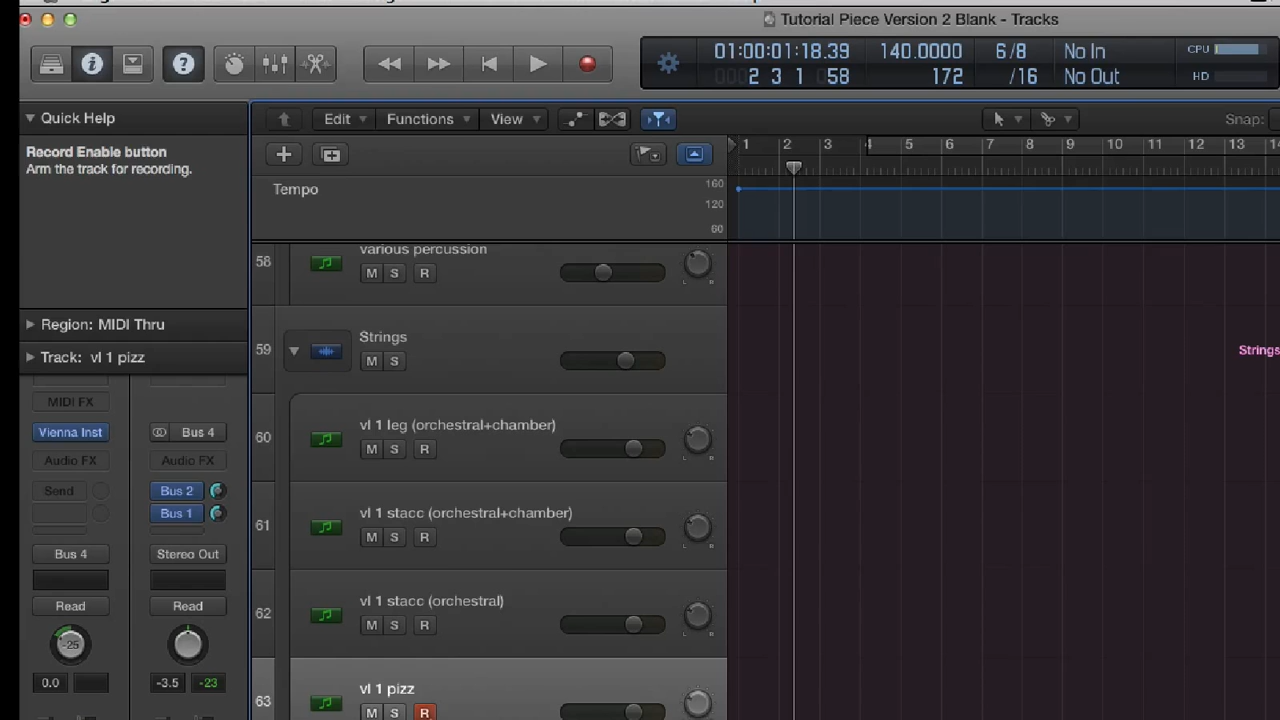 Tutorial Piece Version 2 Blank - Tracks
01:00:01:18.39 140.0000 6/8 No In CPU
2 3 1 58 172 /16 No Out HD
Quick Help
Record Enable button
Arm the track for recording.
Edit Functions View Snap:
1 2 3 4 5 6 7 8 9 10 11 12 13 14
Tempo 160
120
60
58 various percussion
M S R
Region: MIDI Thru
Track: vl 1 pizz
59 Strings
M S
Strings
MIDI FX
Vienna Inst Bus 4
Audio FX Audio FX
Send Bus 2
Bus 1
Bus 4 Stereo Out
Read Read
-25
0.0 -3.5 -23
60 vl 1 leg (orchestral+chamber)
M S R
61 vl 1 stacc (orchestral+chamber)
M S R
62 vl 1 stacc (orchestral)
M S R
63 vl 1 pizz
M S R